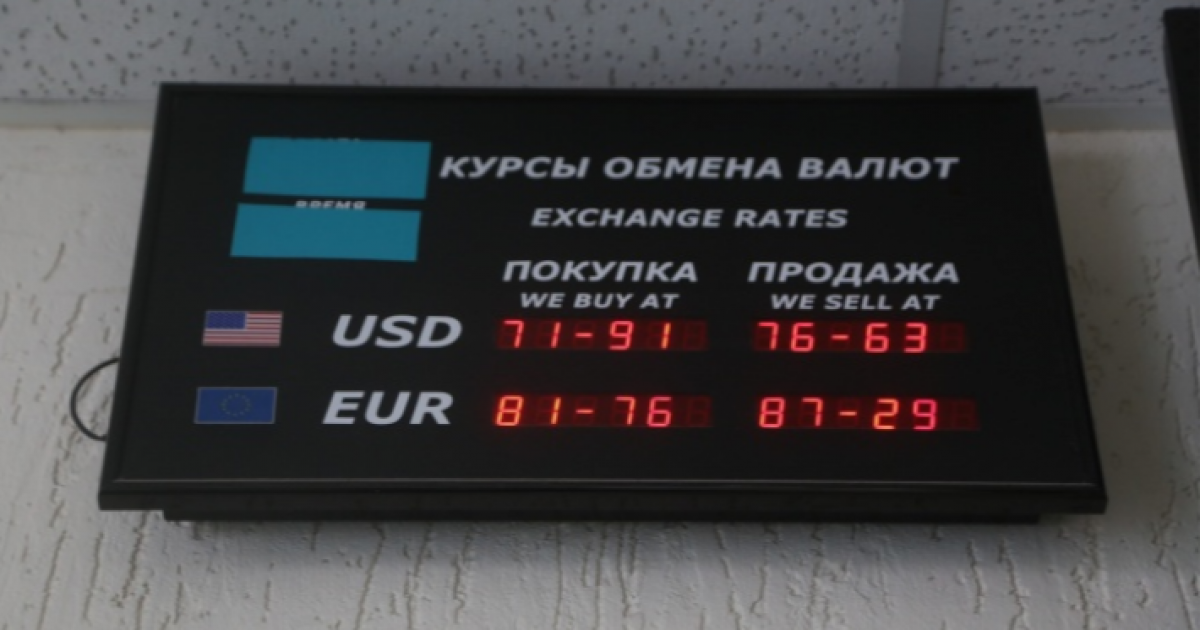 КУРСЫ ОБМЕНА ВАЛЮТ
ВРЕМЯ
EXCHANGE RATES
ПОКУПКА ПРОДАЖА
WE BUY AT WE SELL AT
USD 71-91 76-63
EUR 81-76 87-29